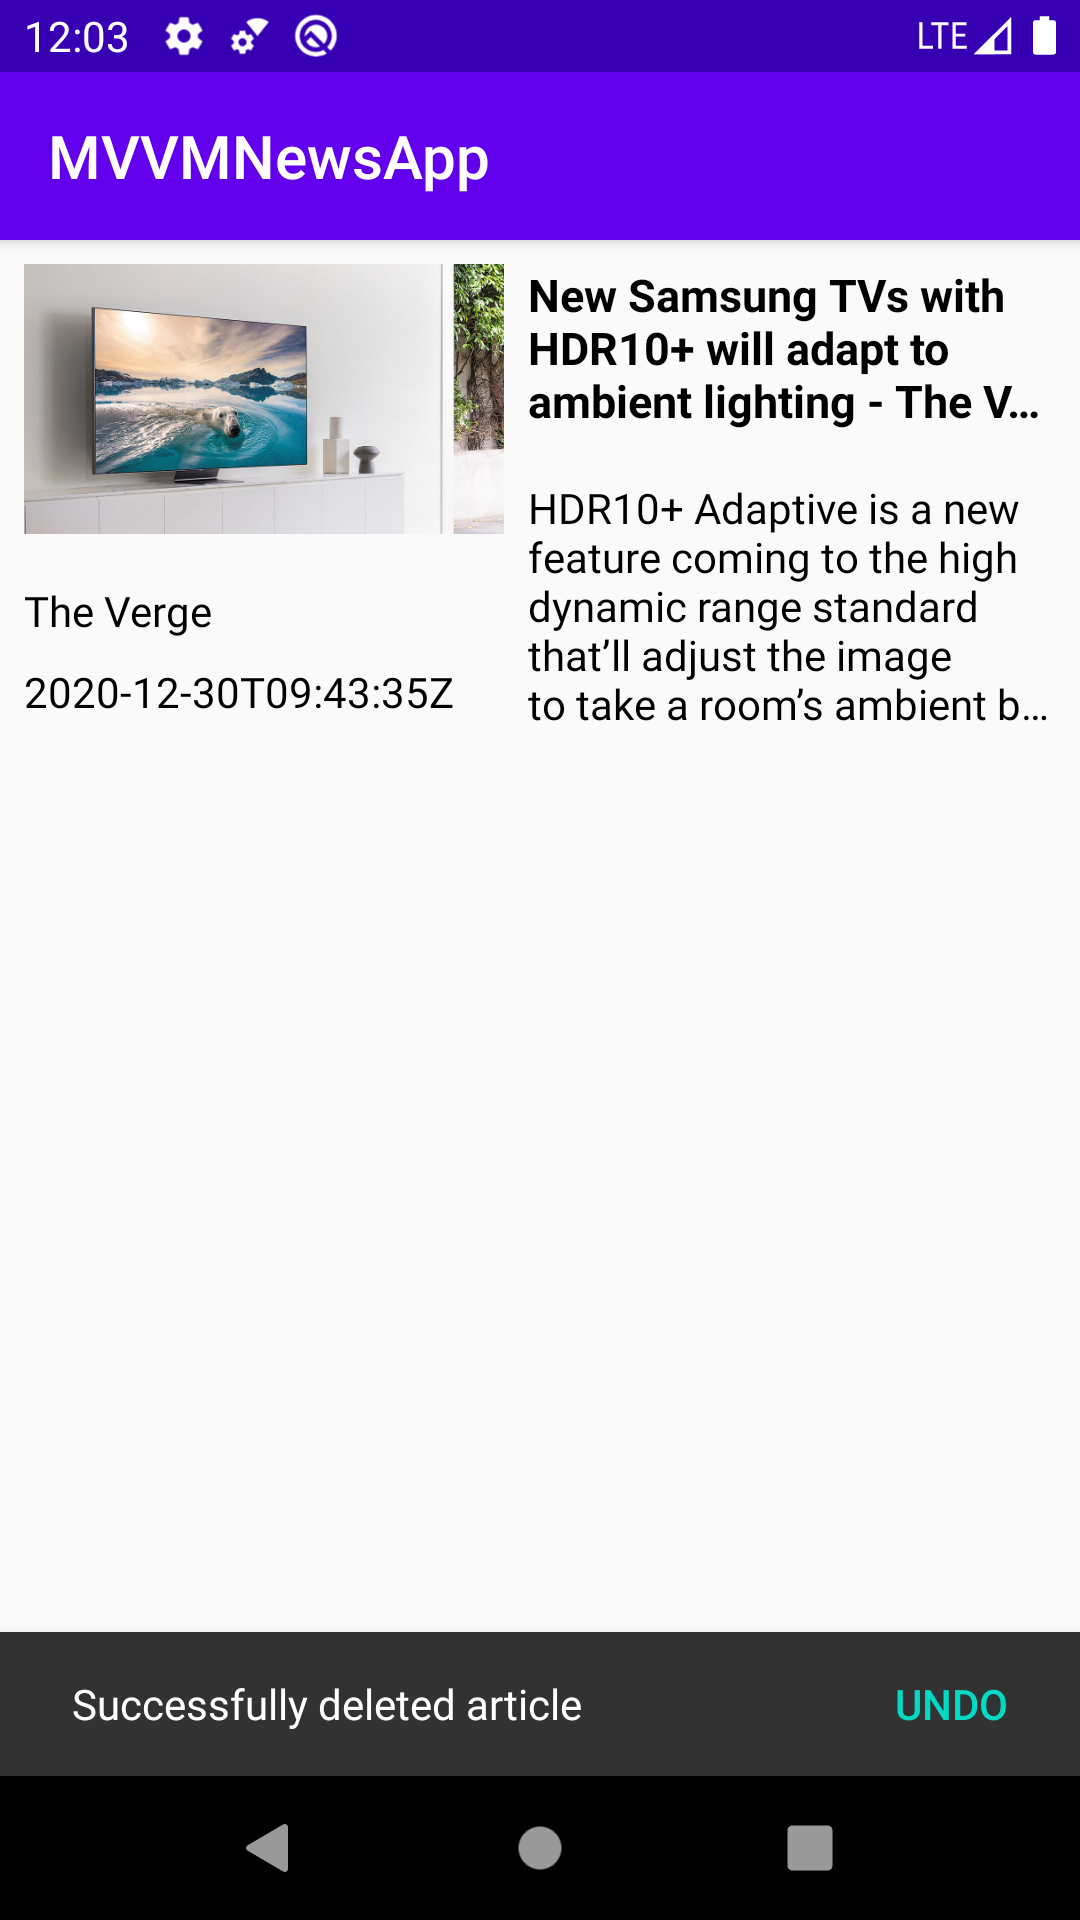 12:03
LTE
MVVMNewsApp
New Samsung TVs with
HDR10+ will adapt to
ambient lighting - The V...
HDR10+ Adaptive is a new
feature coming to the high
dynamic range standard
that’ll adjust the image
to take a room’s ambient b...
The Verge
2020-12-30T09:43:35Z
Successfully deleted article
UNDO